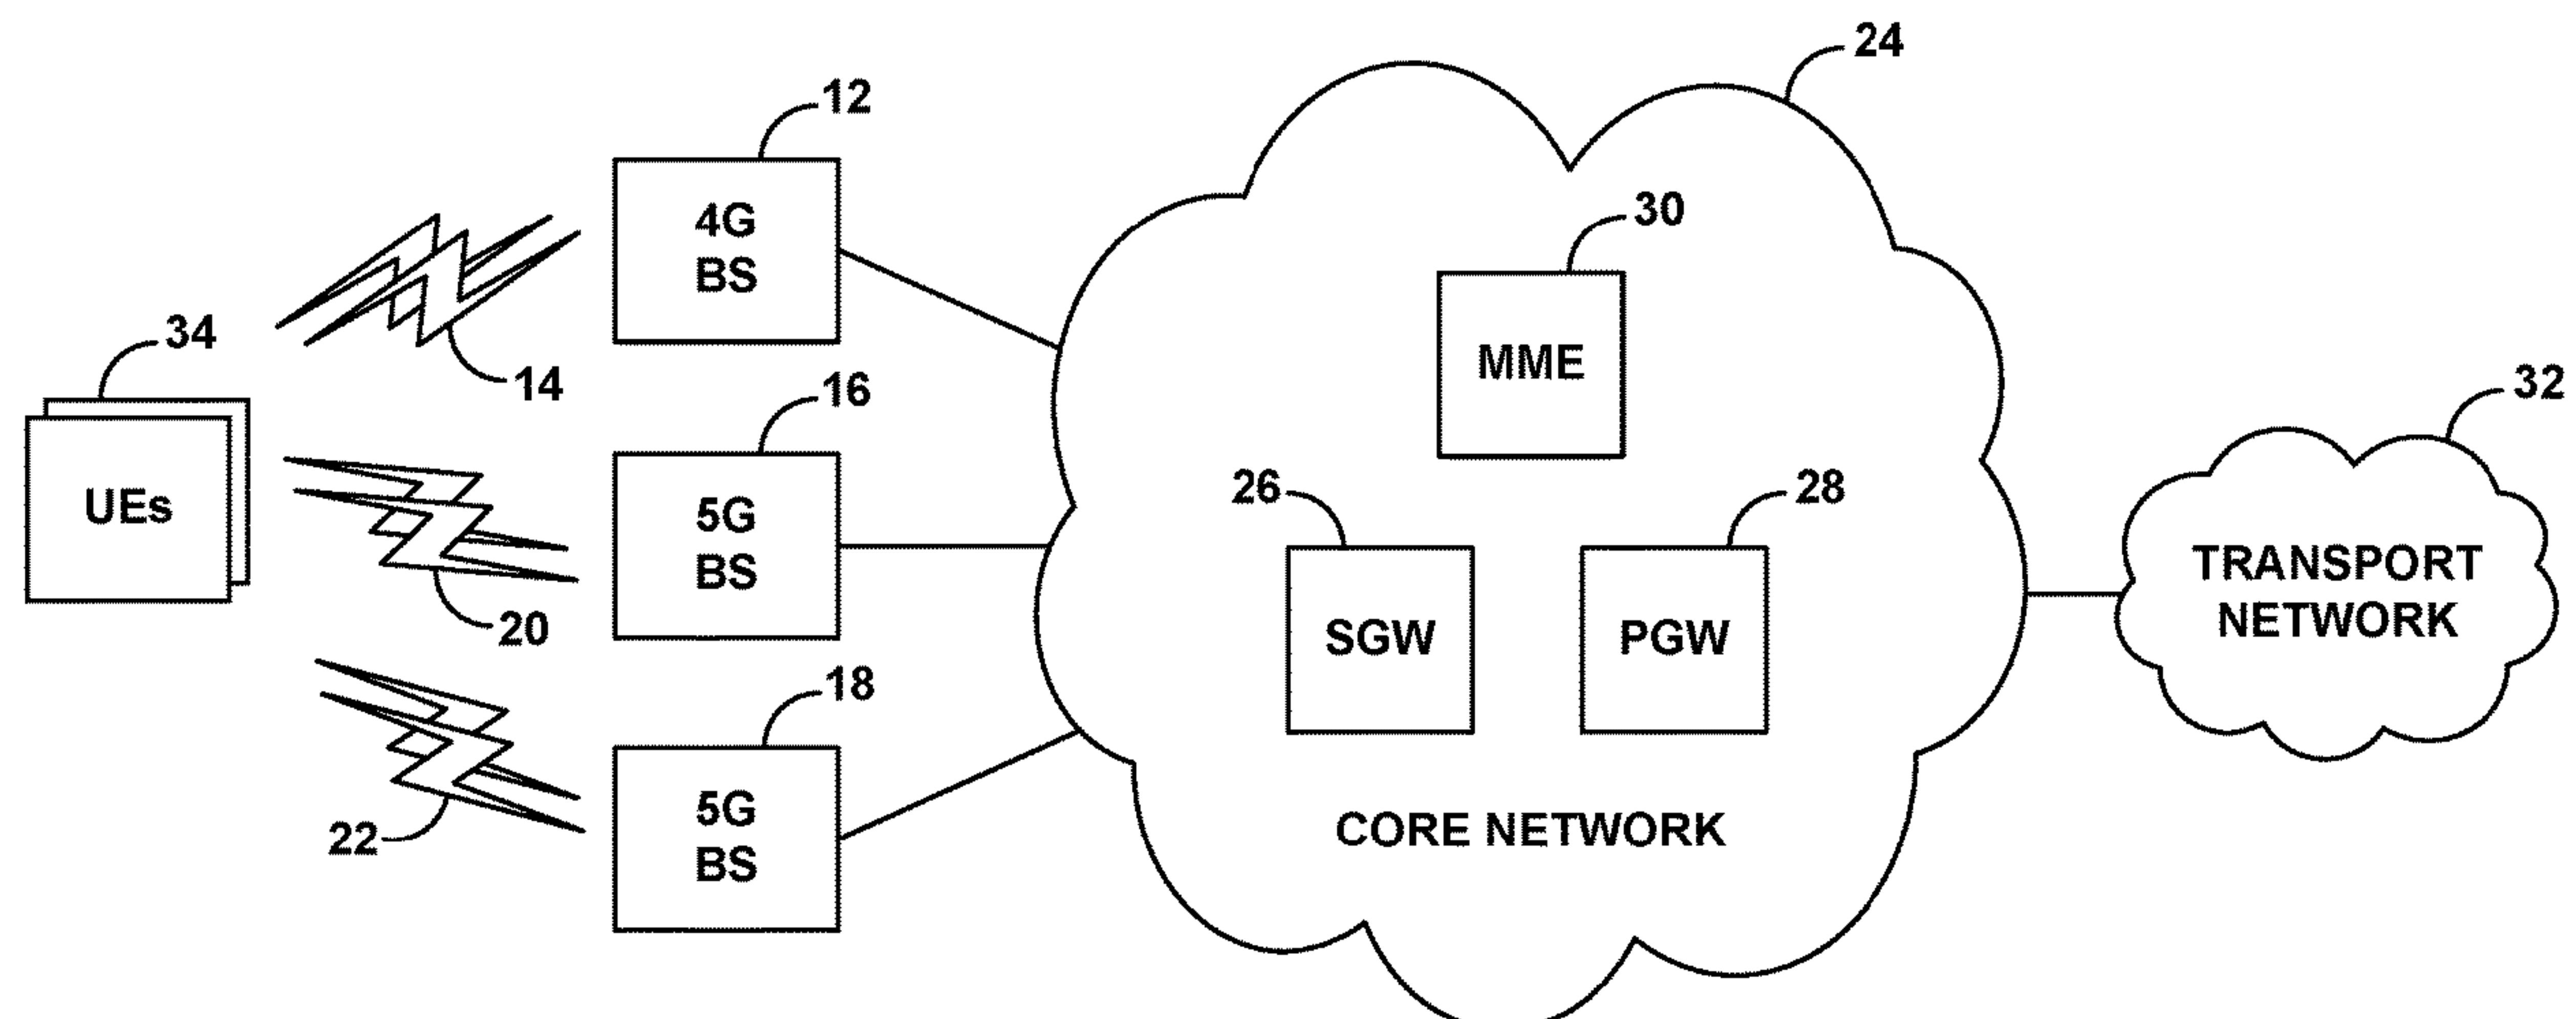 24
12
4G
BS
30
34
14
MME
16
32
UEs
26
28
5G
BS
TRANSPORT
NETWORK
20
SGW
PGW
18
5G
BS
22
CORE NETWORK